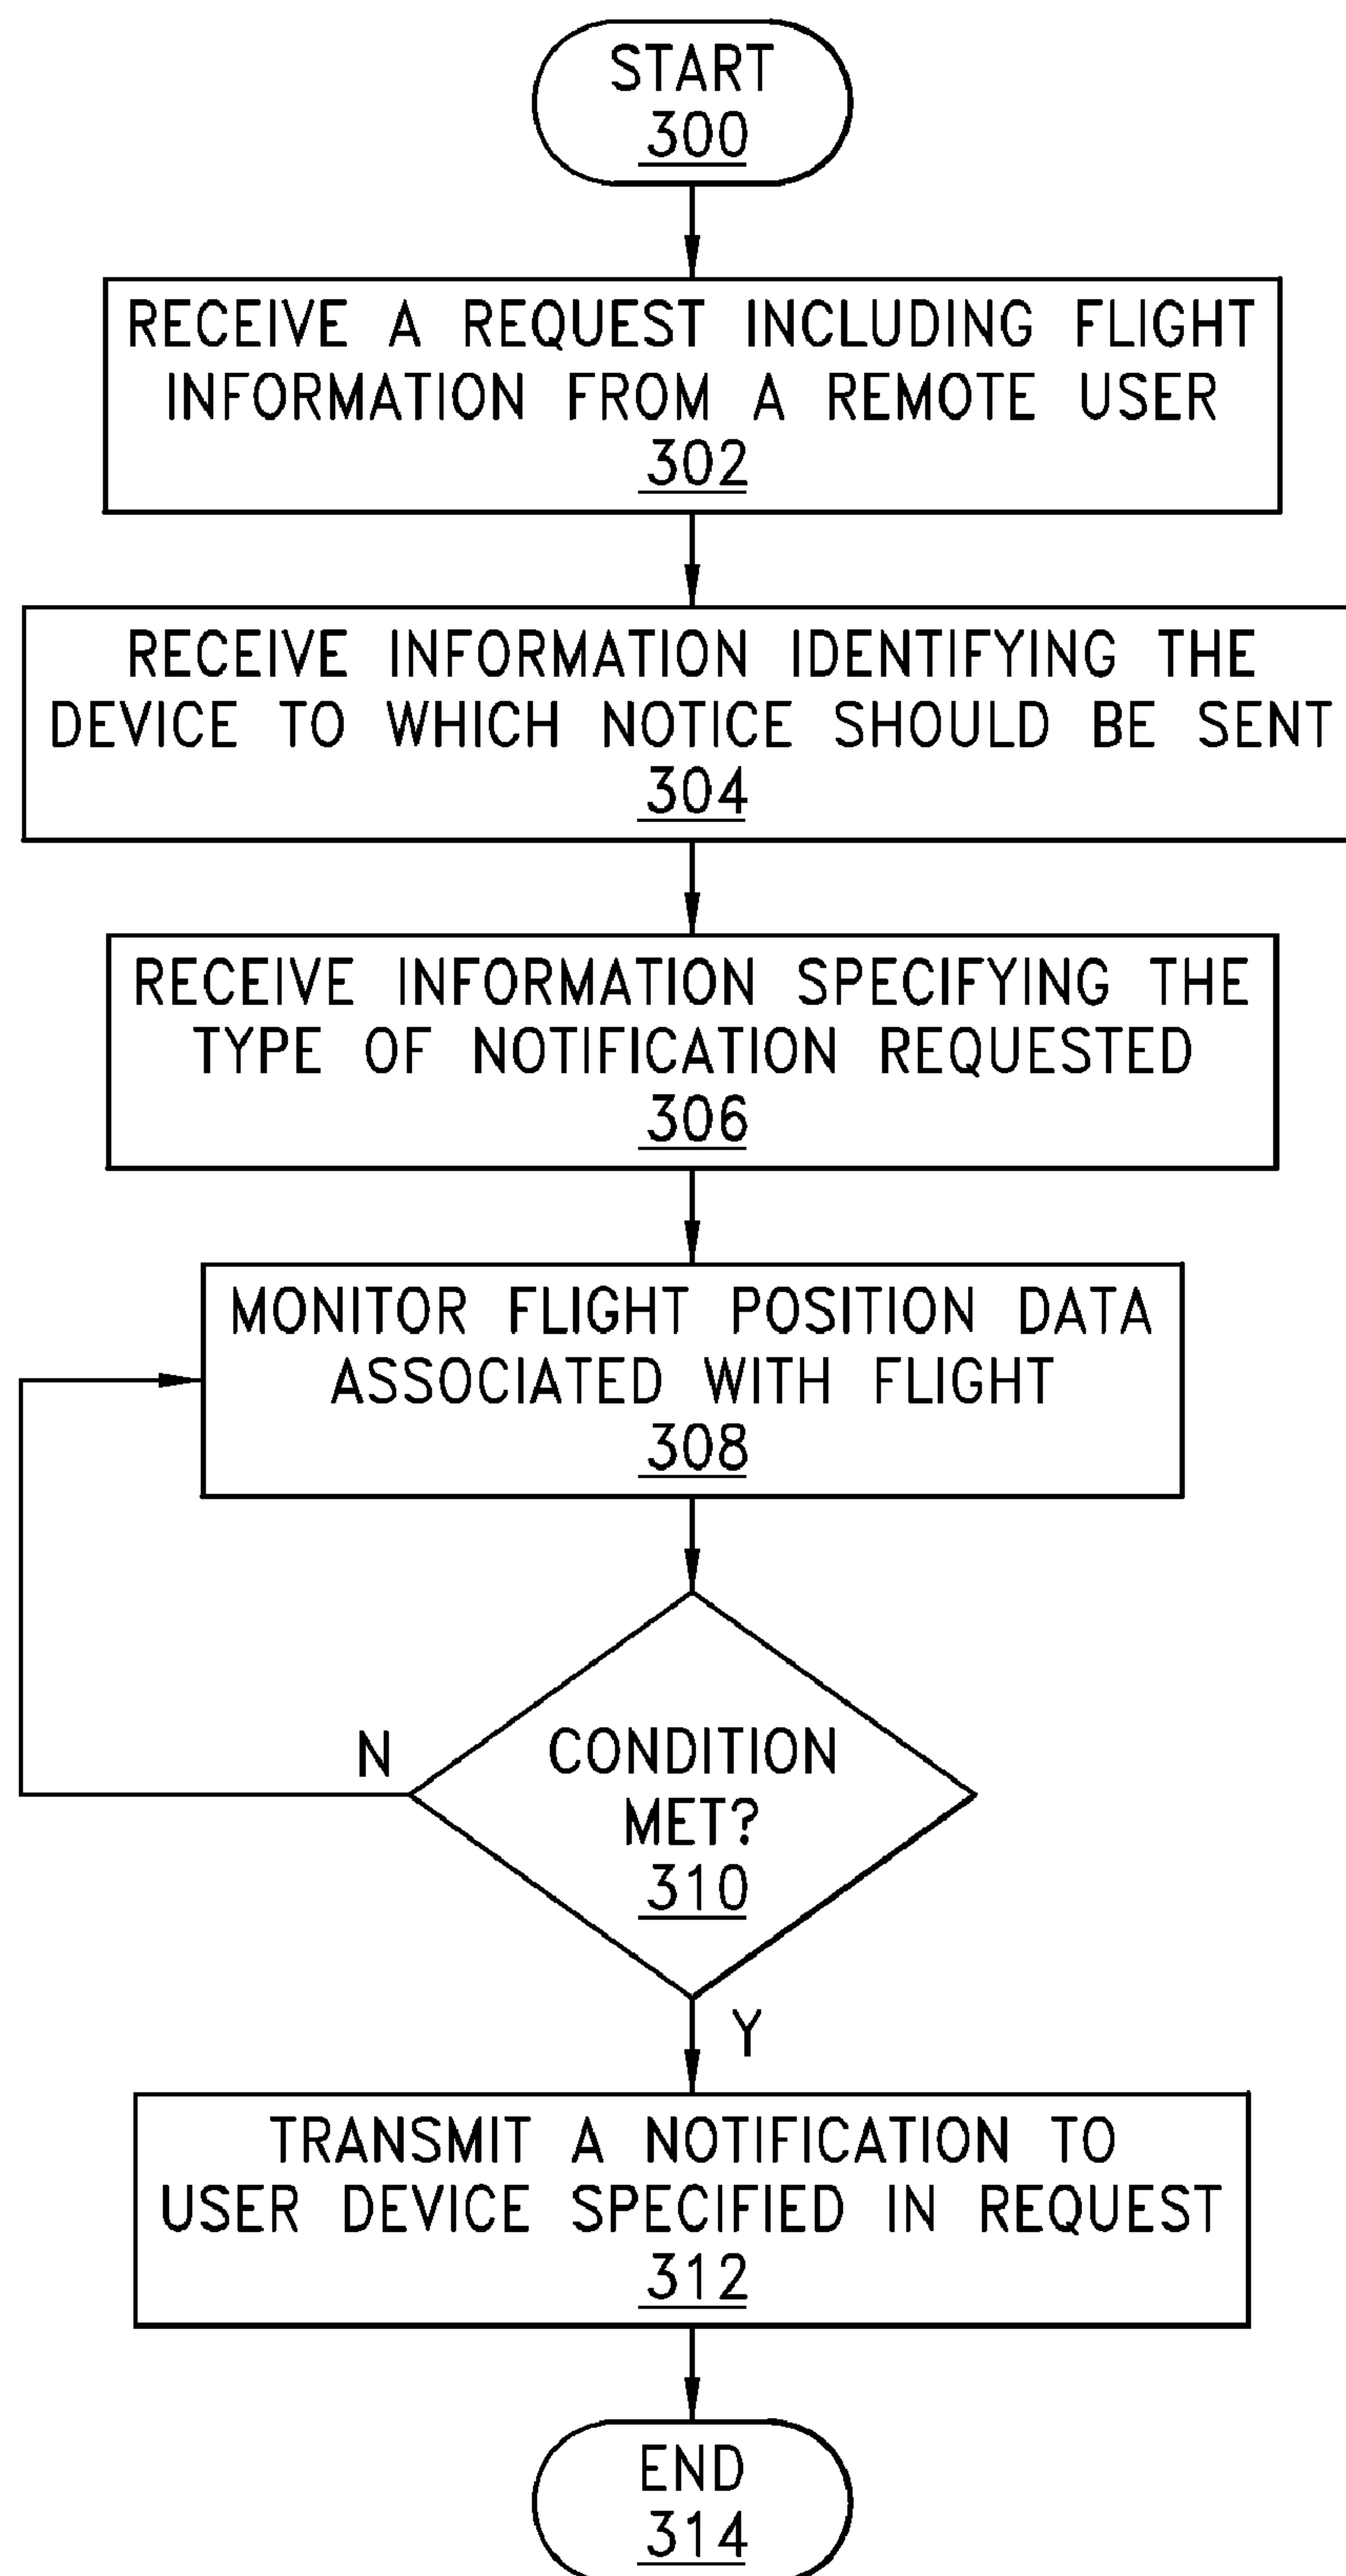 START
300
RECEIVE A REQUEST INCLUDING FLIGHT
INFORMATION FROM A REMOTE USER
302
RECEIVE INFORMATION IDENTIFYING THE
DEVICE TO WHICH NOTICE SHOULD BE SENT
304
RECEIVE INFORMATION SPECIFYING THE
TYPE OF NOTIFICATION REQUESTED
306
MONITOR FLIGHT POSITION DATA
ASSOCIATED WITH FLIGHT
308
N
CONDITION
MET?
310
Y
TRANSMIT A NOTIFICATION TO
USER DEVICE SPECIFIED IN REQUEST
312
END
314